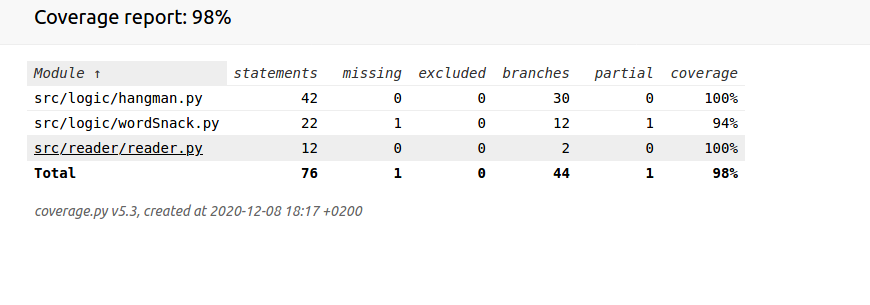 Coverage report: 98%
Module ↑ statements missing excluded branches partial coverage
src/logic/hangman.py 42 0 0 30 0 100%
src/logic/wordSnack.py 22 1 0 12 1 94%
src/reader/reader.py 12 0 0 2 0 100%
Total 76 1 0 44 1 98%
coverage.py v5.3, created at 2020-12-08 18:17 +0200